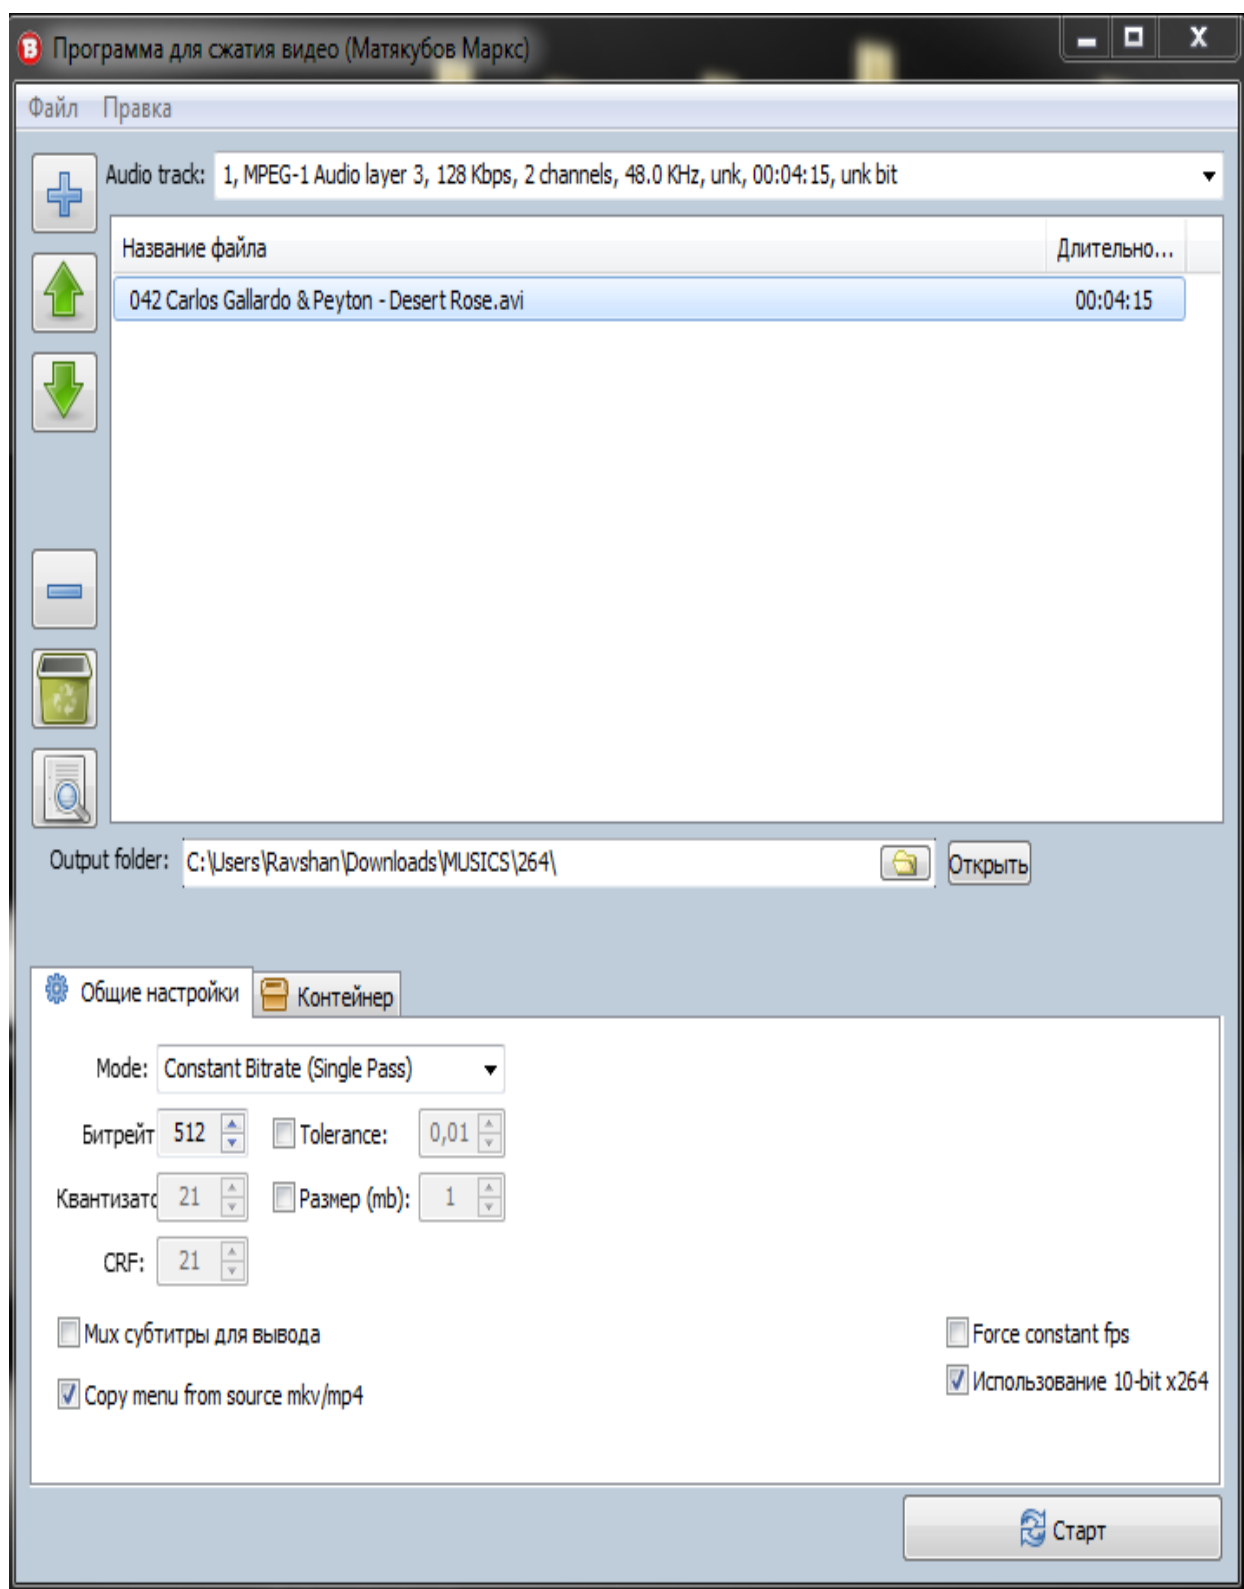 Программа для сжатия видео (Матякубов Маркс)
Файл Правка
Audio track: 1, MPEG-1 Audio layer 3, 128 Kbps, 2 channels, 48.0 KHz, unk, 00:04:15, unk bit
Название файла Длительно...
042 Carlos Gallardo & Peyton - Desert Rose.avi 00:04:15
Output folder: C:\Users\Ravshan\Downloads\MUSICS\264\ Открыть
Общие настройки Контейнер
Mode: Constant Bitrate (Single Pass)
Битрейт 512 Tolerance: 0,01
Квантизатс 21 Размер (mb): 1
CRF: 21
Mux субтитры для вывода Force constant fps
Copy menu from source mkv/mp4 Использование 10-bit x264
Старт